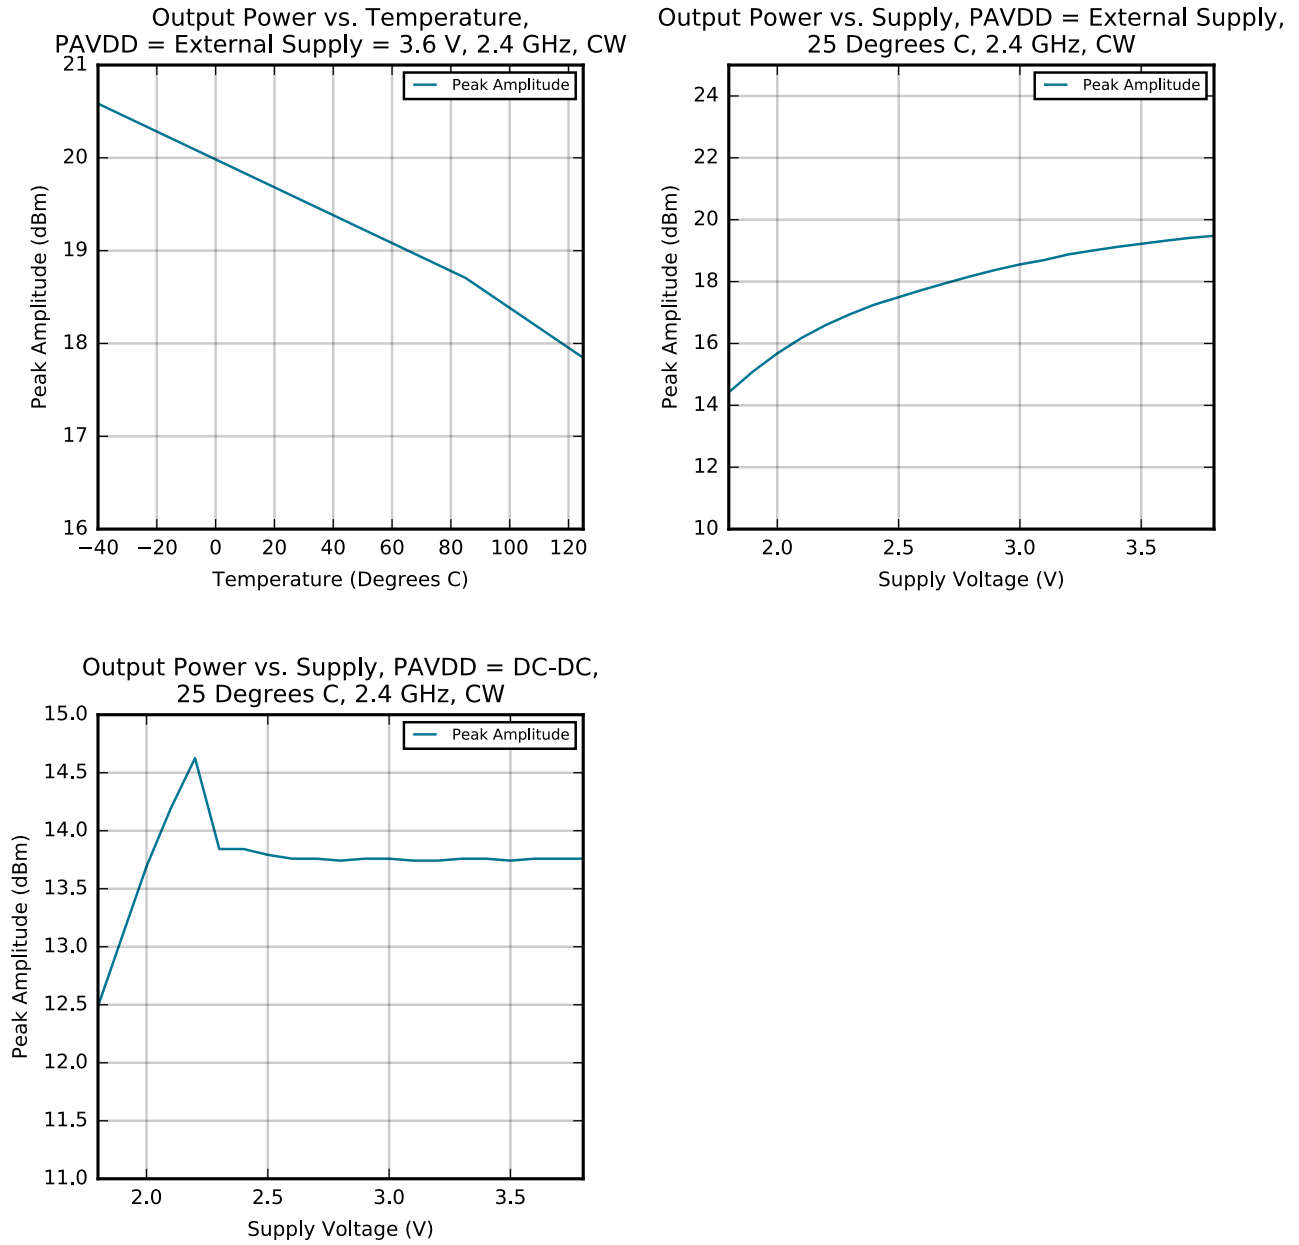 Output Power vs. Temperature,
PAVDD = External Supply = 3.6 V, 2.4 GHz, CW
Peak Amplitude
21
20
19
18
17
16
Peak Amplitude (dBm)
−40 −20 0 20 40 60 80 100 120
Temperature (Degrees C)
Output Power vs. Supply, PAVDD = External Supply,
25 Degrees C, 2.4 GHz, CW
Peak Amplitude
24
22
20
18
16
14
12
10
Peak Amplitude (dBm)
2.0 2.5 3.0 3.5
Supply Voltage (V)
Output Power vs. Supply, PAVDD = DC-DC,
25 Degrees C, 2.4 GHz, CW
Peak Amplitude
15.0
14.5
14.0
13.5
13.0
12.5
12.0
11.5
11.0
Peak Amplitude (dBm)
2.0 2.5 3.0 3.5
Supply Voltage (V)